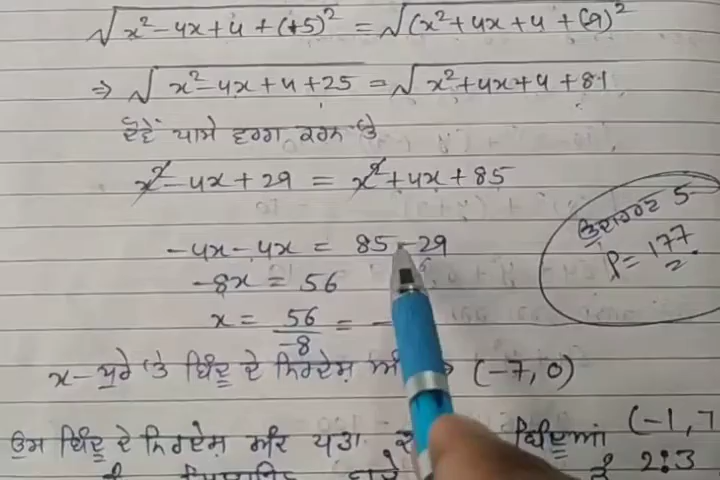 √x²-4x+4+(+5)² = √(x²+4x+4+(9)²
⇒ √x²-4x+4+25 = √x²+4x+4+81
ਦੋਵੇਂ ਪਾਸੇ ਵਰਗ ਕਰਨ ਤੇ
x²-4x+29 = x²+4x+85
ਉਦਾਹਰਣ 5
P = 177
-4x-4x = 85-29
-8x = 56
x = 56/-8 = -
x-ਧੁਰੇ 'ਤੇ ਬਿੰਦੂ ਦੇ ਨਿਰਦੇਸ਼ (-7,0)
ਉਸ ਬਿੰਦੂ ਦੇ ਨਿਰਦੇਸ਼ ਅੰਕ ਪਤਾ ਬਿੰਦੂਆਂ (-1,7
ਨੂੰ 2:3